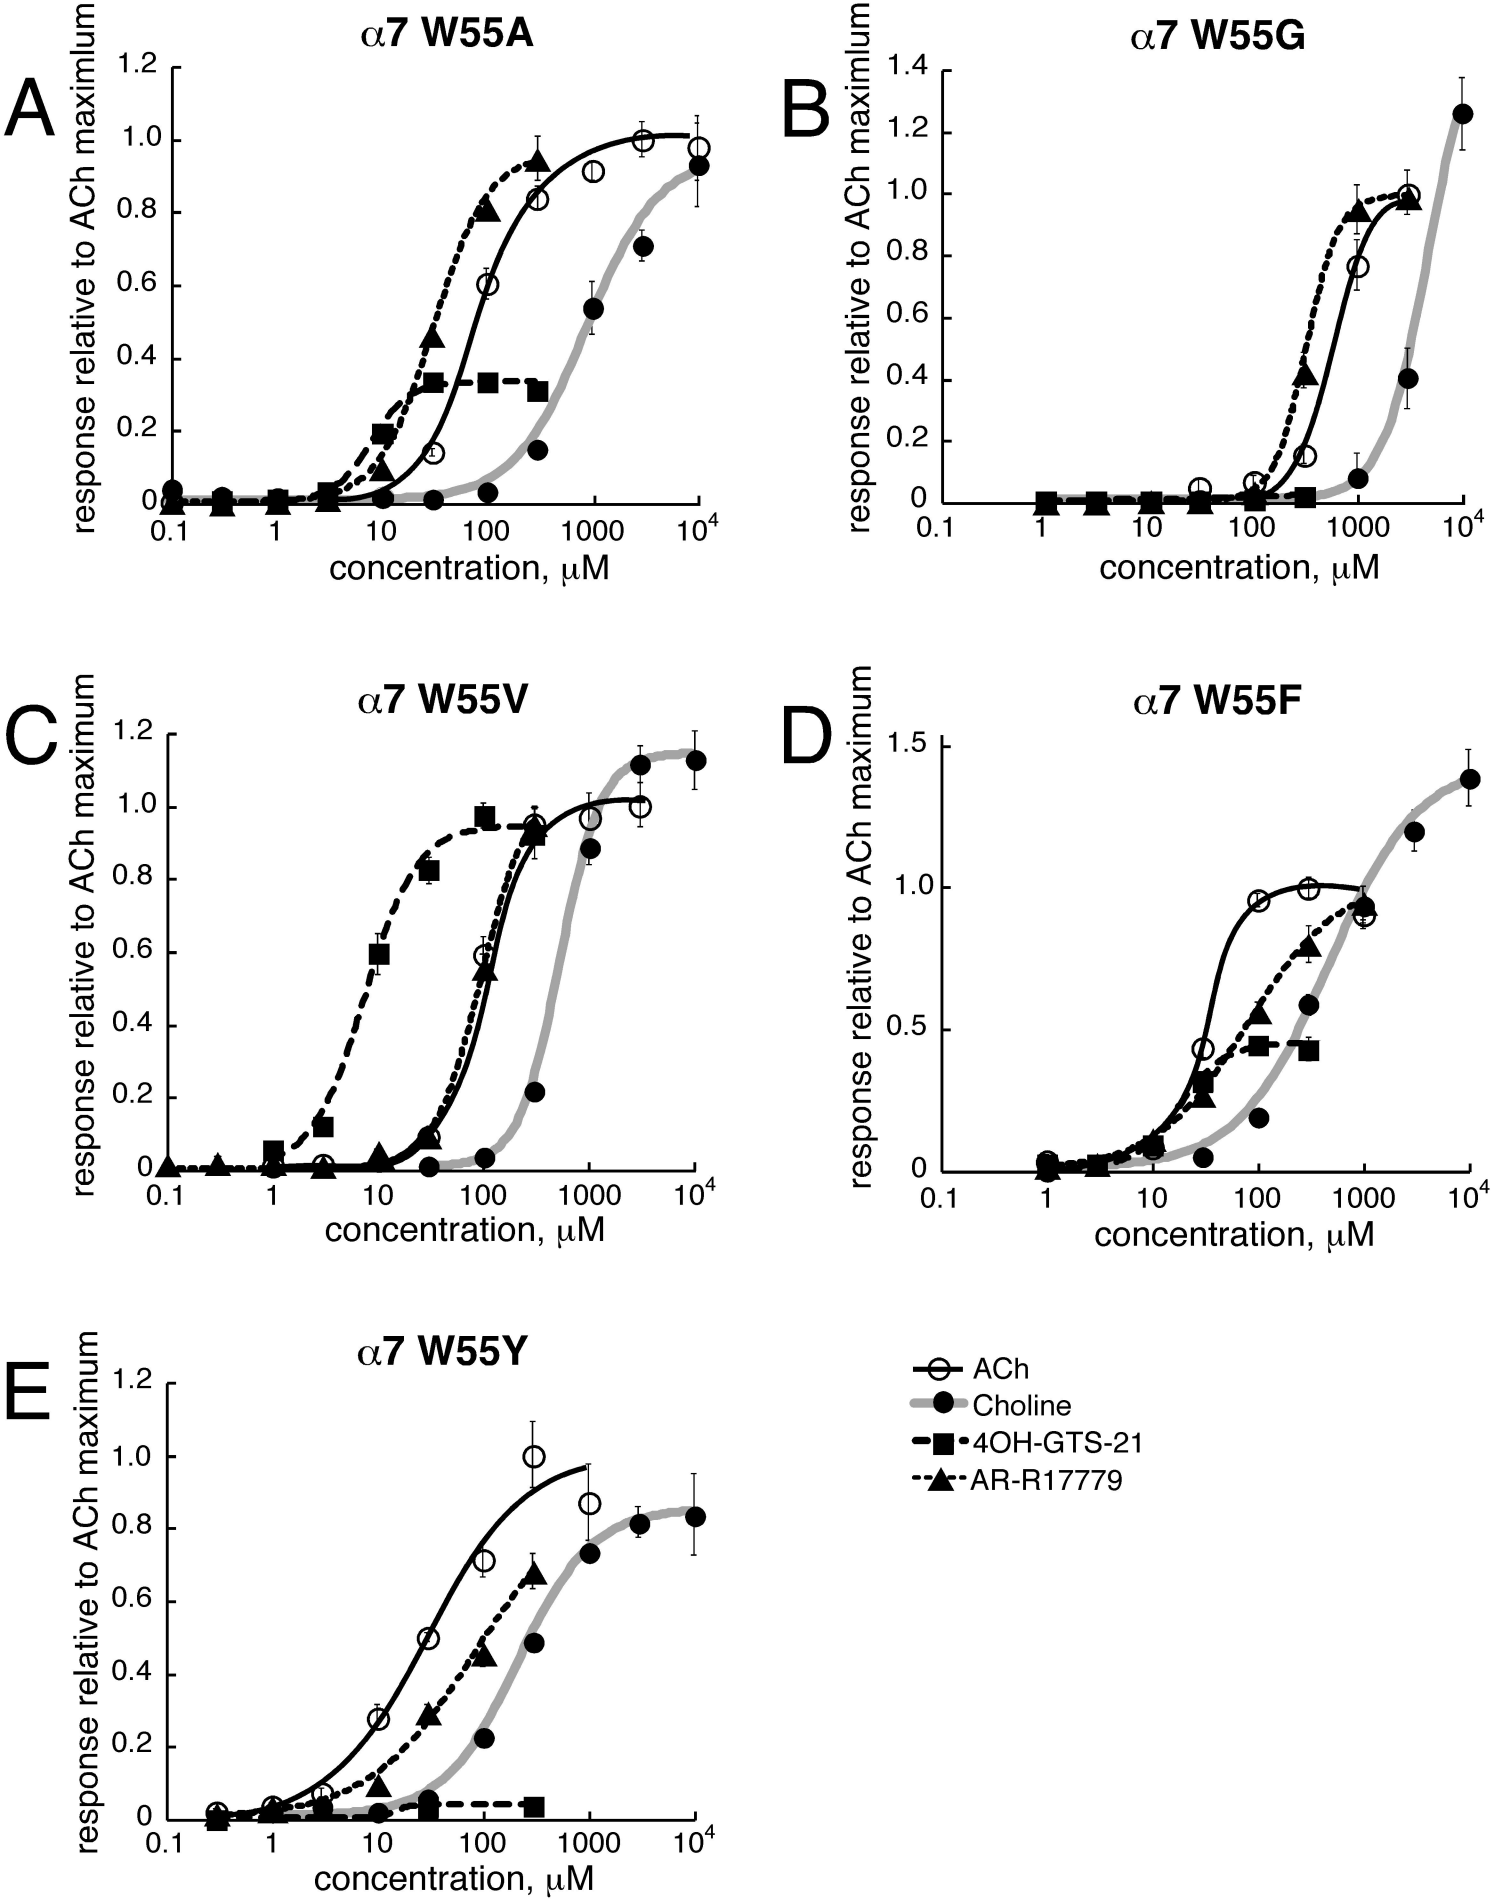 A
α7 W55A
response relative to ACh maximlum
1.2
1.0
0.8
0.6
0.4
0.2
0
0.1 1 10 100 1000 10⁴
concentration, μM
B
α7 W55G
response relative to ACh maximlum
1.4
1.2
1.0
0.8
0.6
0.4
0.2
0
0.1 1 10 100 1000 10⁴
concentration, μM
C
α7 W55V
response relative to ACh maximum
1.2
1.0
0.8
0.6
0.4
0.2
0
0.1 1 10 100 1000 10⁴
concentration, μM
D
α7 W55F
response relative to ACh maximum
1.5
1.0
0.5
0
0.1 1 10 100 1000 10⁴
concentration, μM
E
α7 W55Y
response relative to ACh maximum
1.2
1.0
0.8
0.6
0.4
0.2
0
0.1 1 10 100 1000 10⁴
concentration, μM
ACh
Choline
4OH-GTS-21
AR-R17779